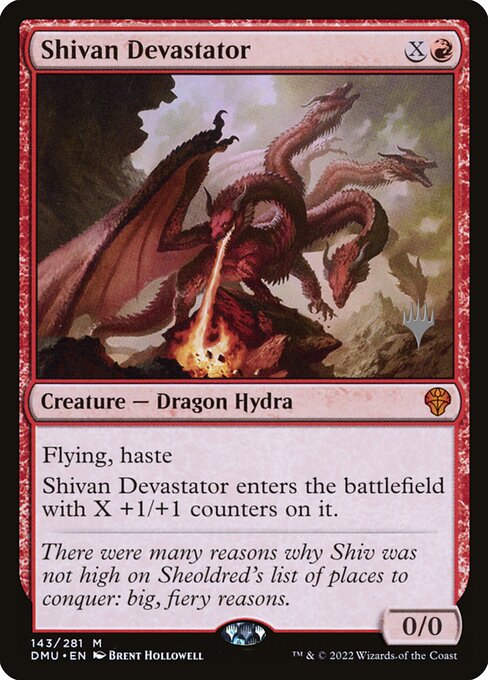 Shivan Devastator X
Creature — Dragon Hydra
Flying, haste
Shivan Devastator enters the battlefield
with X +1/+1 counters on it.
There were many reasons why Shiv was
not high on Sheoldred's list of places to
conquer: big, fiery reasons.
0/0
143/281 M
DMU • EN Brent Hollowell
™ & © 2022 Wizards of the Coast